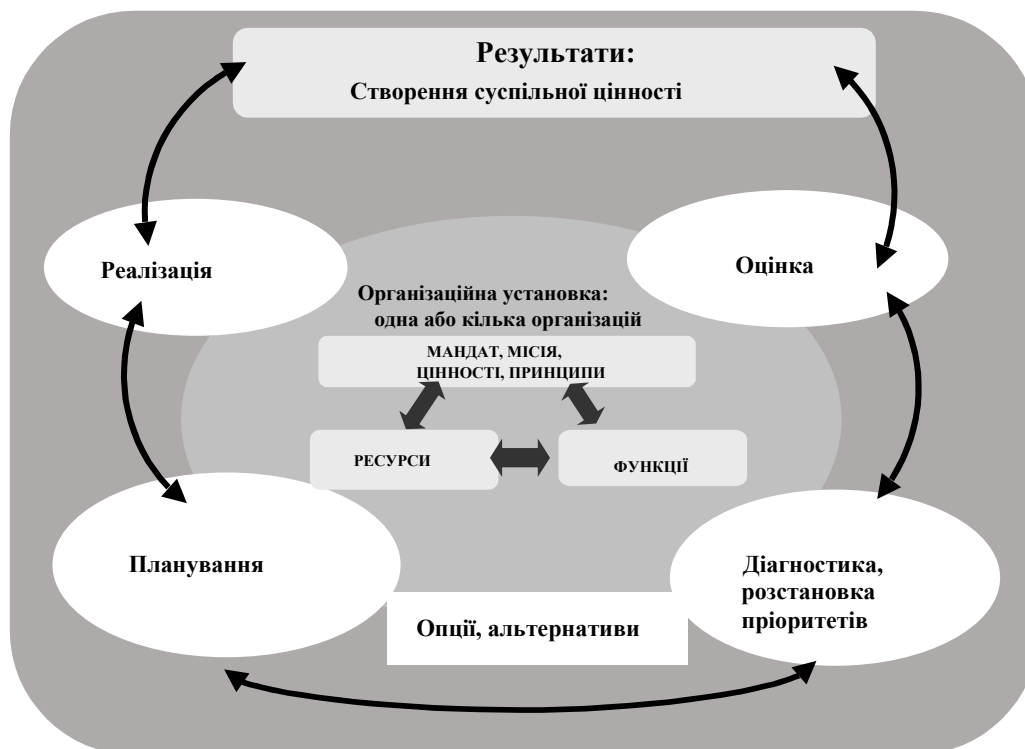 Результати:
Створення суспільної цінності
Реалізація
Оцінка
Організаційна установка:
одна або кілька організацій
МАНДАТ, МІСІЯ,
ЦІННОСТІ, ПРИНЦИПИ
РЕСУРСИ
ФУНКЦІЇ
Планування
Діагностика,
розстановка
пріоритетів
Опції, альтернативи